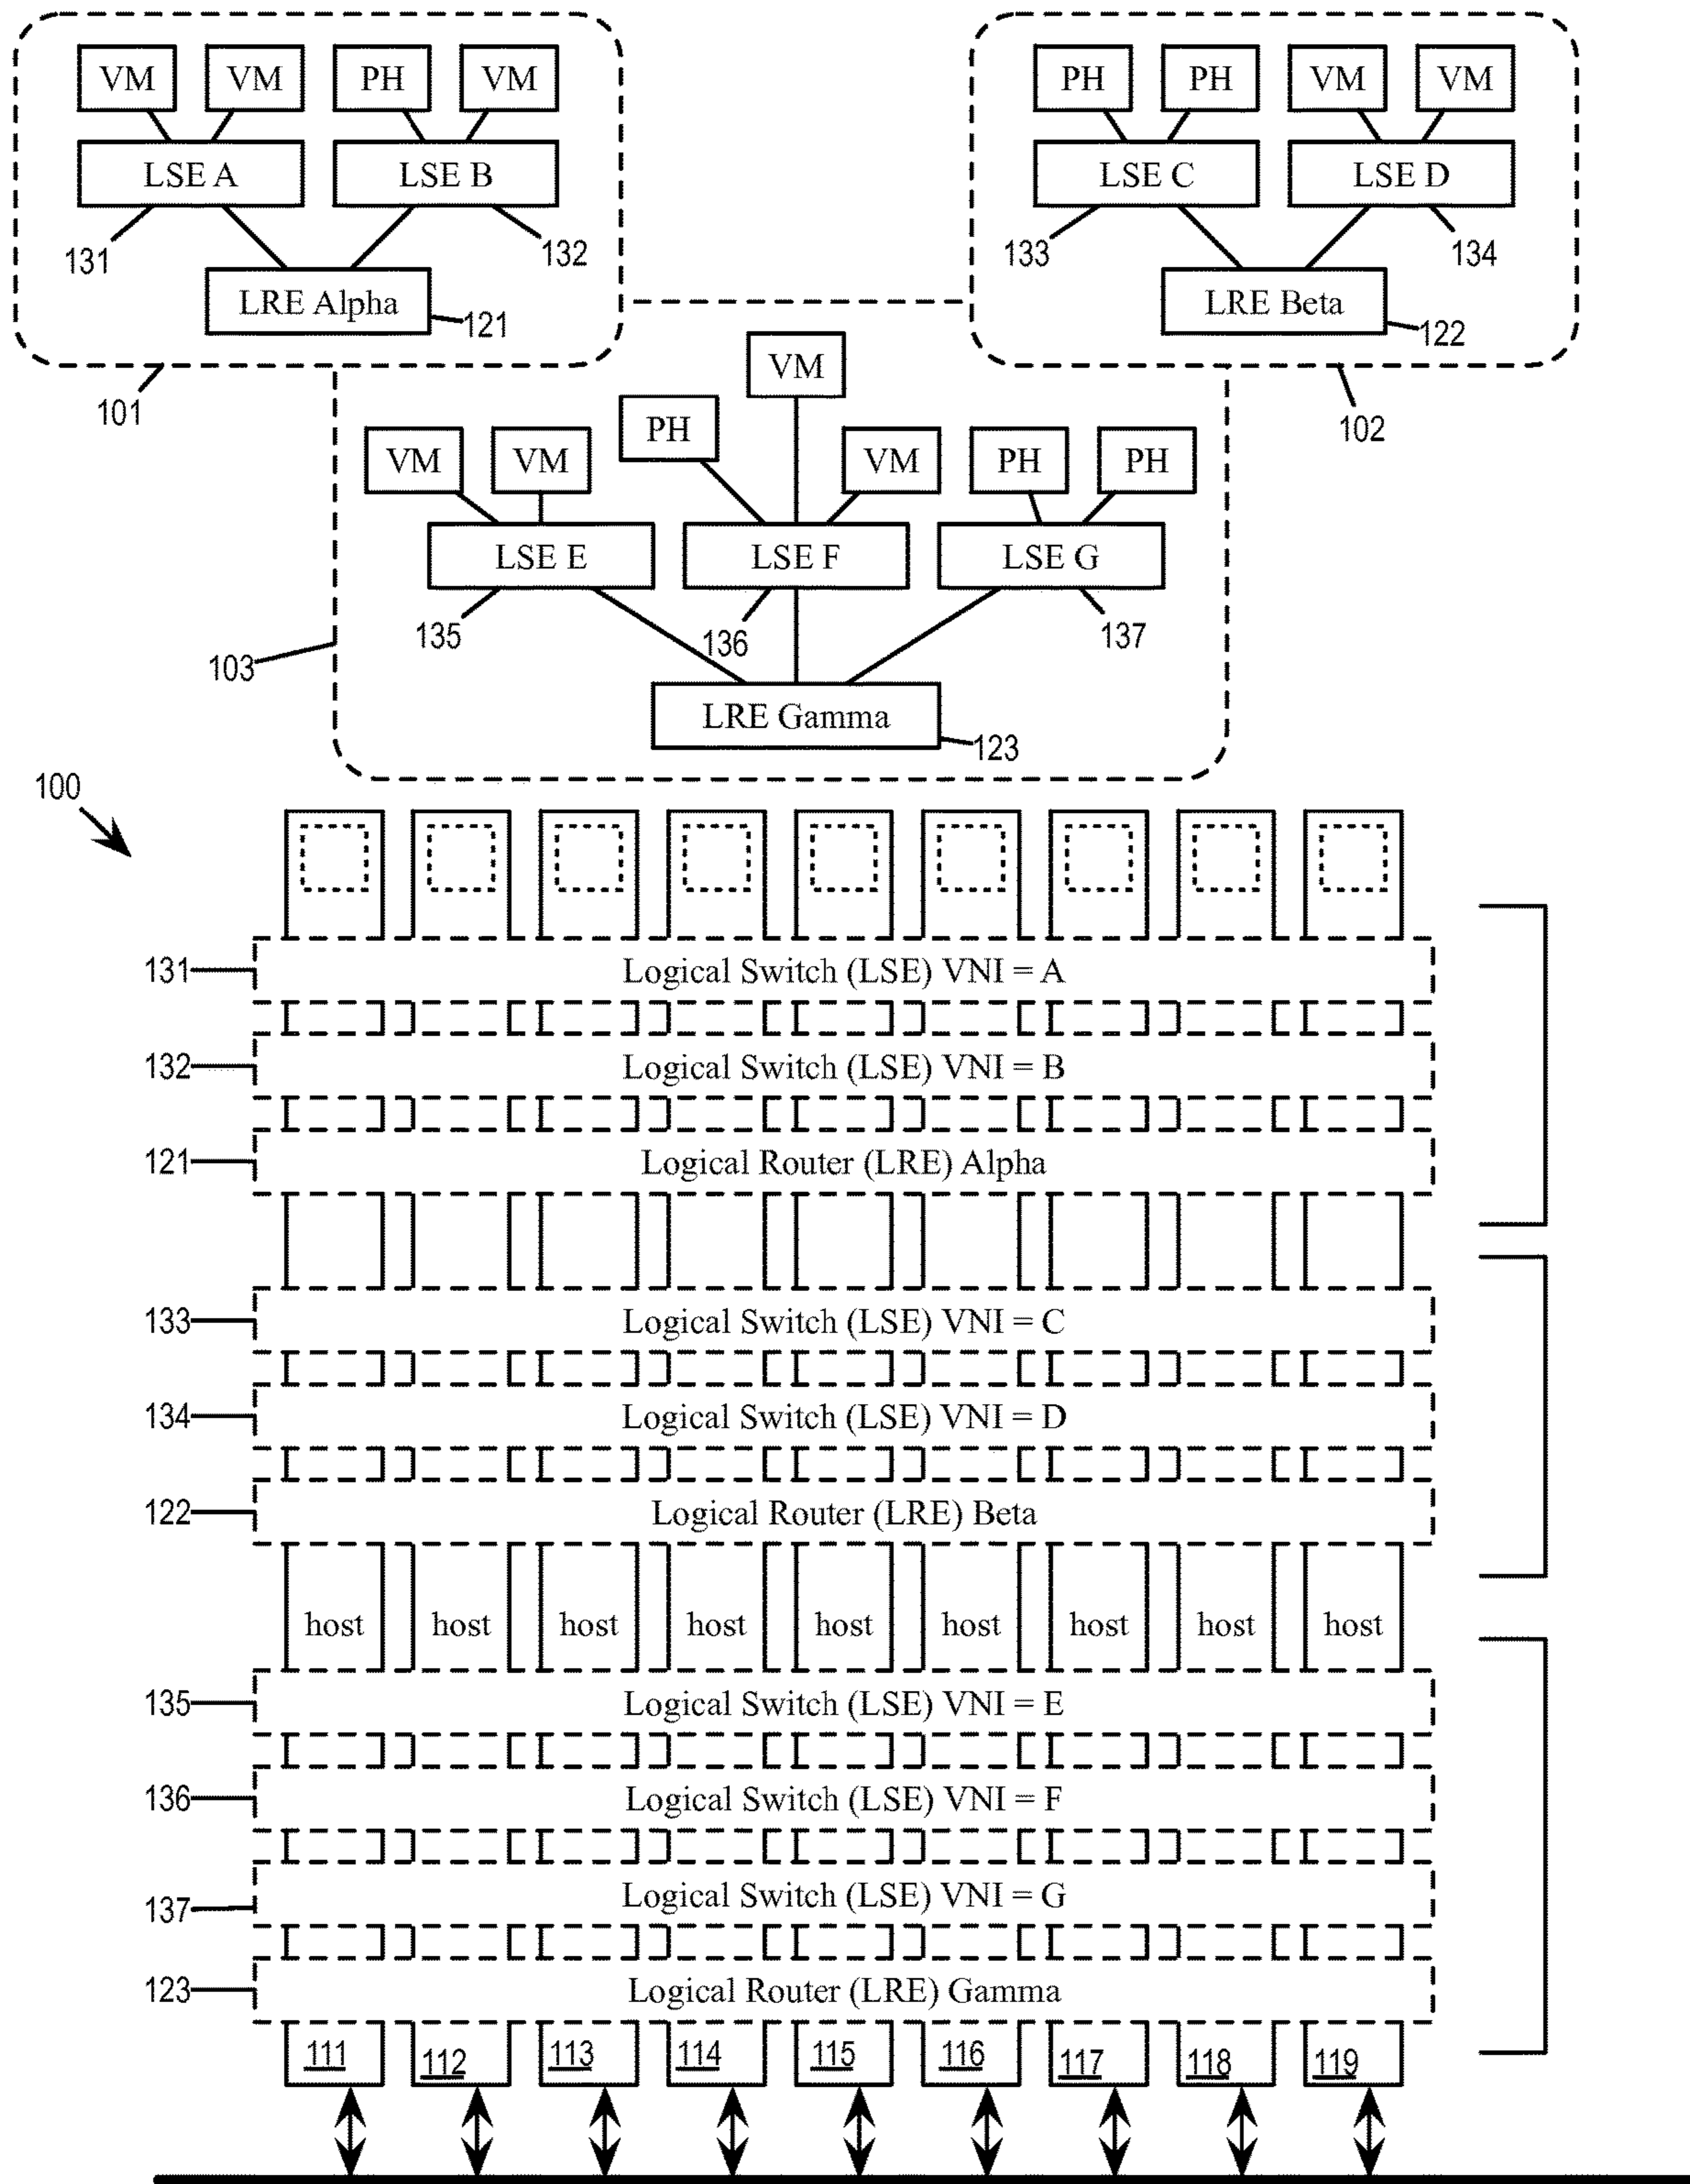 VM VM PH VM
PH PH VM VM
LSE A LSE B
LSE C LSE D
131 132
133 134
LRE Alpha 121
LRE Beta 122
101
102
VM
PH
VM VM VM PH PH
LSE E LSE F LSE G
135 136 137
103
LRE Gamma 123
100
131 Logical Switch (LSE) VNI = A
132 Logical Switch (LSE) VNI = B
121 Logical Router (LRE) Alpha
133 Logical Switch (LSE) VNI = C
134 Logical Switch (LSE) VNI = D
122 Logical Router (LRE) Beta
host host host host host host host host host
135 Logical Switch (LSE) VNI = E
136 Logical Switch (LSE) VNI = F
137 Logical Switch (LSE) VNI = G
123 Logical Router (LRE) Gamma
111 112 113 114 115 116 117 118 119